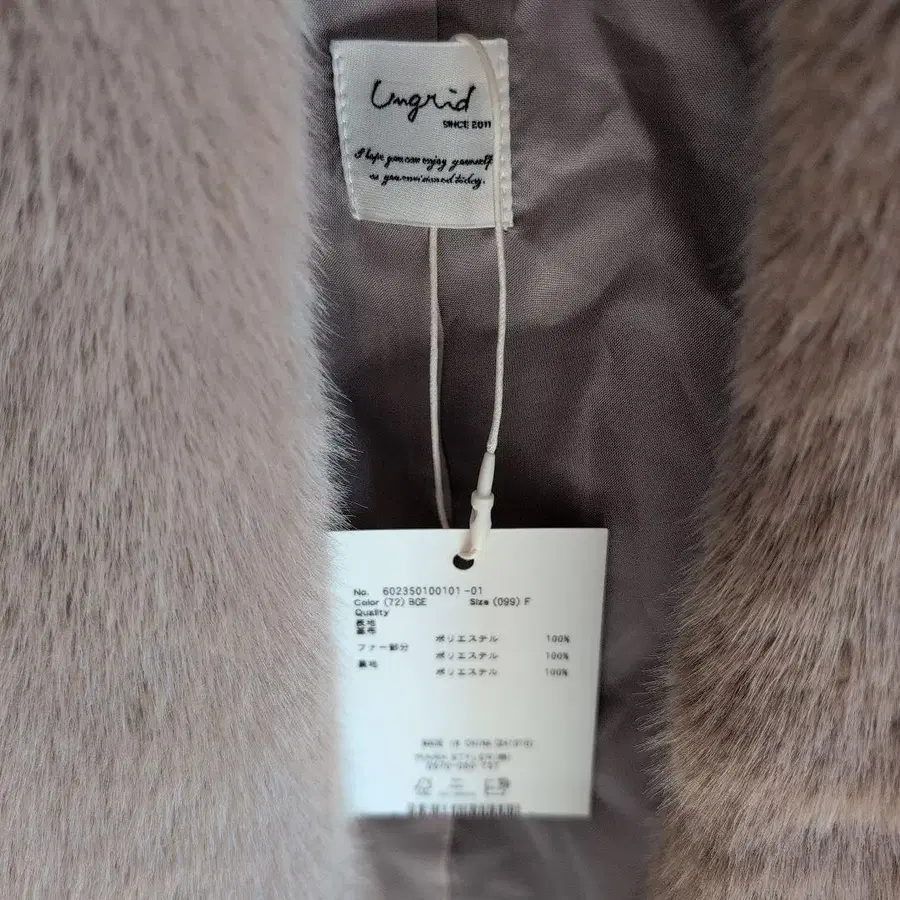 Ungrid
SINCE 2011
I hope you can enjoy yourself
as you envisioned today.
No. 602350100101-01
Color (72) BGE Size (099) F
Quality
表地
基布 ポリエステル 100%
ファー部分 ポリエステル 100%
裏地 ポリエステル 100%
MADE IN CHINA